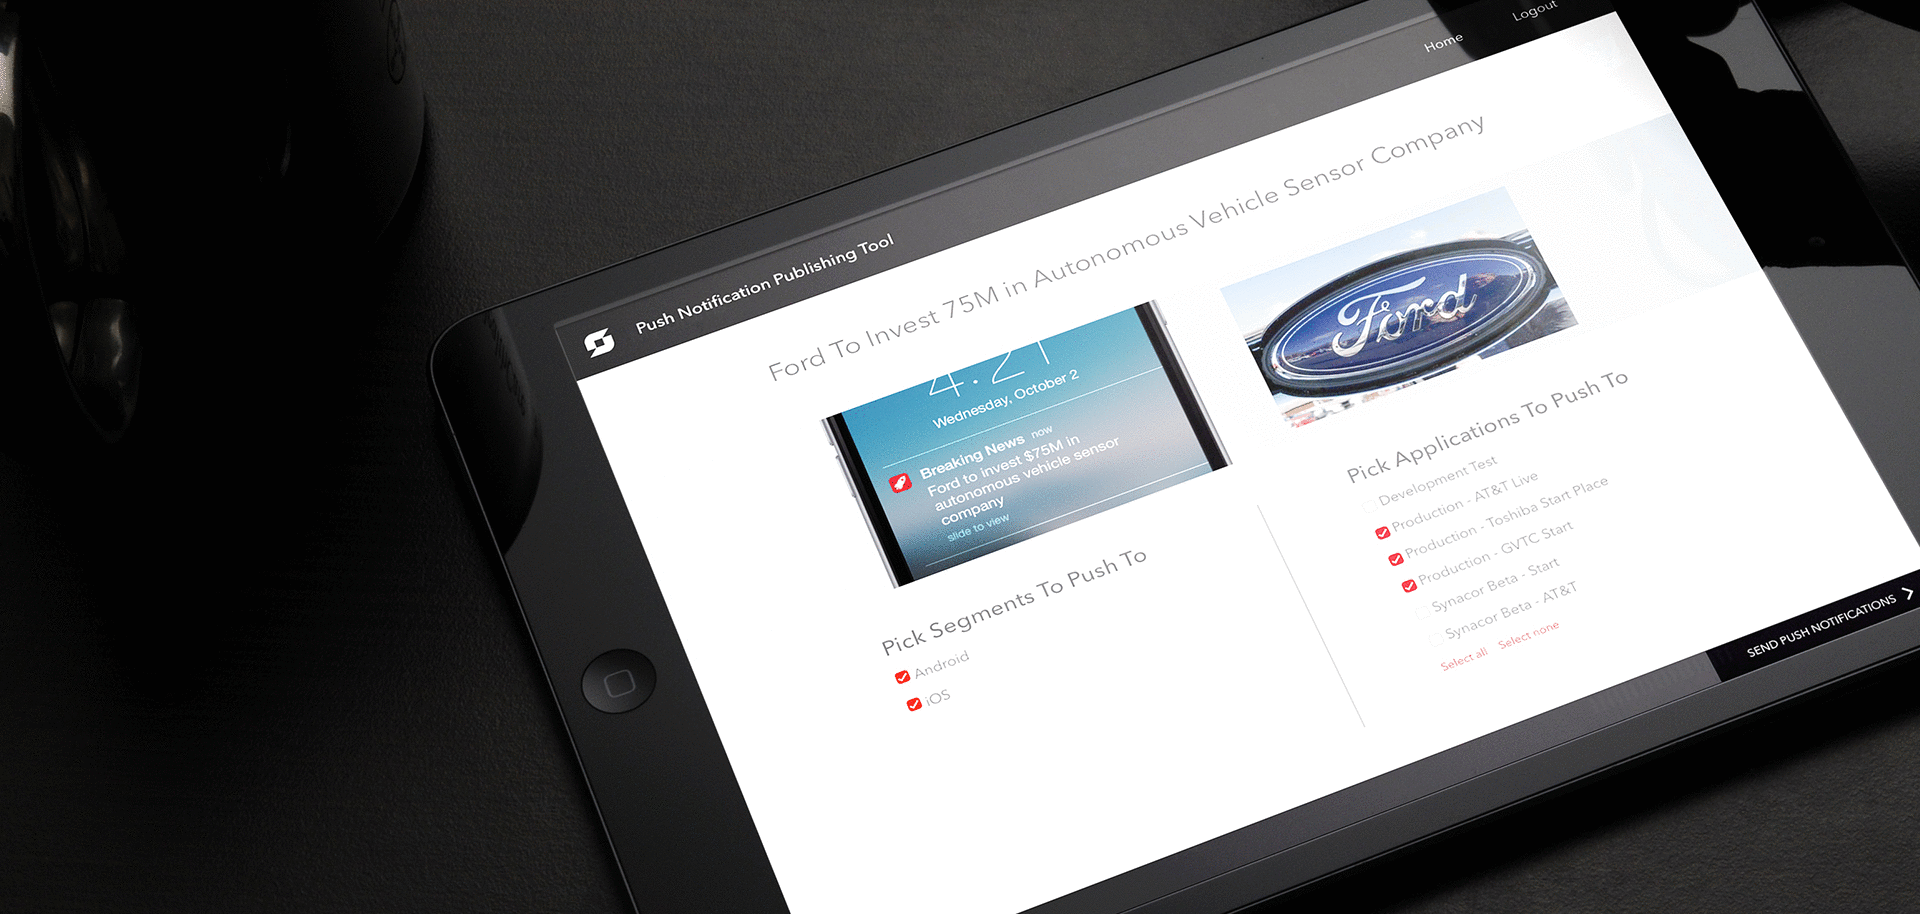 Logout
Home
Push Notification Publishing Tool
Ford To Invest 75M in Autonomous Vehicle Sensor Company
4:21
Wednesday, October 2
Breaking News now
Ford to invest $75M in
autonomous vehicle sensor
company
slide to view
Ford
Pick Segments To Push To
Android
iOS
Pick Applications To Push To
Development Test
Production - AT&T Live
Production - Toshiba Start Place
Production - GVTC Start
Synacor Beta - Start
Synacor Beta - AT&T
Select all Select none
SEND PUSH NOTIFICATIONS